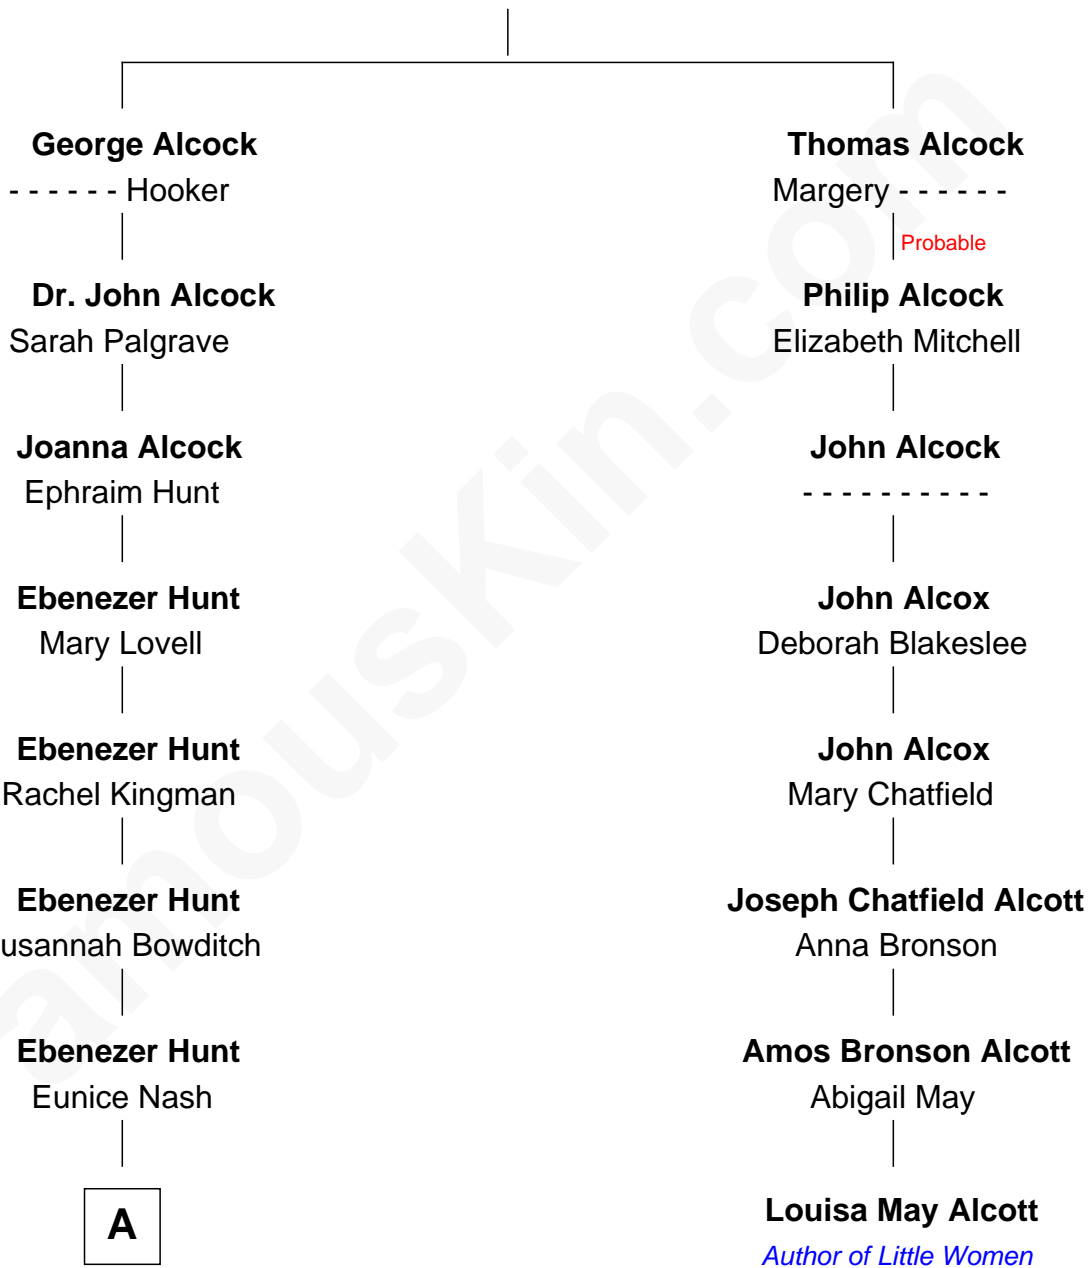 George Alcock
- - - - - - Hooker
Dr. John Alcock
Sarah Palgrave
Joanna Alcock
Ephraim Hunt
Ebenezer Hunt
Mary Lovell
Ebenezer Hunt
Rachel Kingman
Ebenezer Hunt
usannah Bowditch
Ebenezer Hunt
Eunice Nash
A
Thomas Alcock
Margery - - - - - -
Probable
Philip Alcock
Elizabeth Mitchell
John Alcock
- - - - - - - - - -
John Alcox
Deborah Blakeslee
John Alcox
Mary Chatfield
Joseph Chatfield Alcott
Anna Bronson
Amos Bronson Alcott
Abigail May
Louisa May Alcott
Author of Little Women
amousKin.com